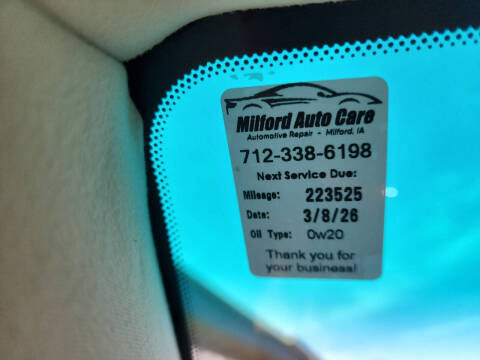 Milford Auto Care
Automotive Repair - Milford, IA
712-338-6198
Next Service Due:
Mileage: 223525
Date: 3/8/26
Oil Type: 0w20
Thank you for
your business!